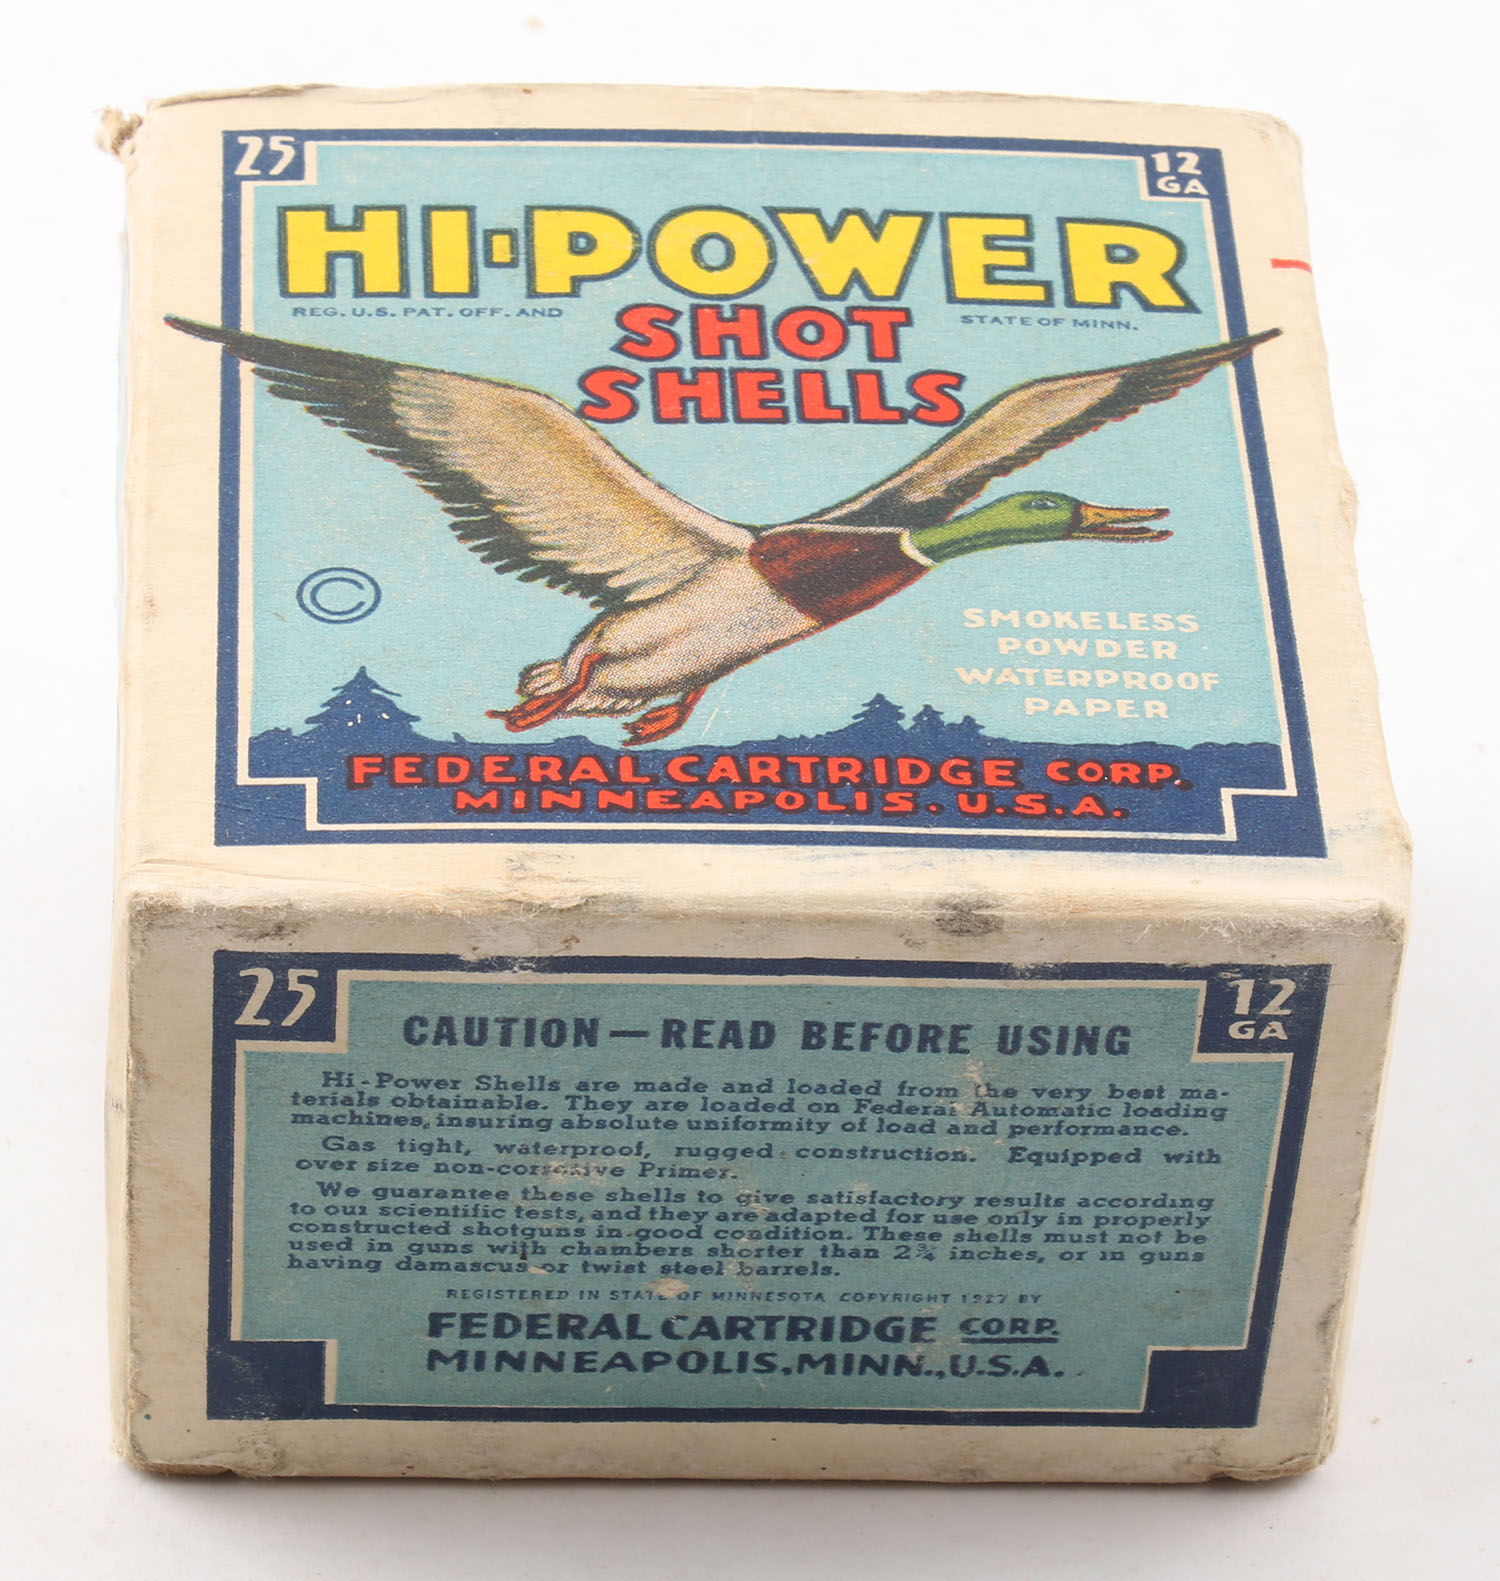 25
12
GA
HI-POWER
REG. U.S. PAT. OFF. AND
STATE OF MINN.
SHOT
SHELLS
©
SMOKELESS
POWDER
WATERPROOF
PAPER
FEDERAL CARTRIDGE CORP.
MINNEAPOLIS. U.S.A.
25
12
GA
CAUTION — READ BEFORE USING
Hi-Power Shells are made and loaded from the very best ma-
terials obtainable. They are loaded on Federal Automatic loading
machines, insuring absolute uniformity of load and performance.
Gas tight, waterproof, rugged construction. Equipped with
over size non-corrosive Primer.
We guarantee these shells to give satisfactory results according
to our scientific tests, and they are adapted for use only in properly
constructed shotguns in good condition. These shells must not be
used in guns with chambers shorter than 2¾ inches, or in guns
having damascus or twist steel barrels.
REGISTERED IN STATE OF MINNESOTA COPYRIGHT BY
FEDERAL CARTRIDGE CORP.
MINNEAPOLIS, MINN., U.S.A.